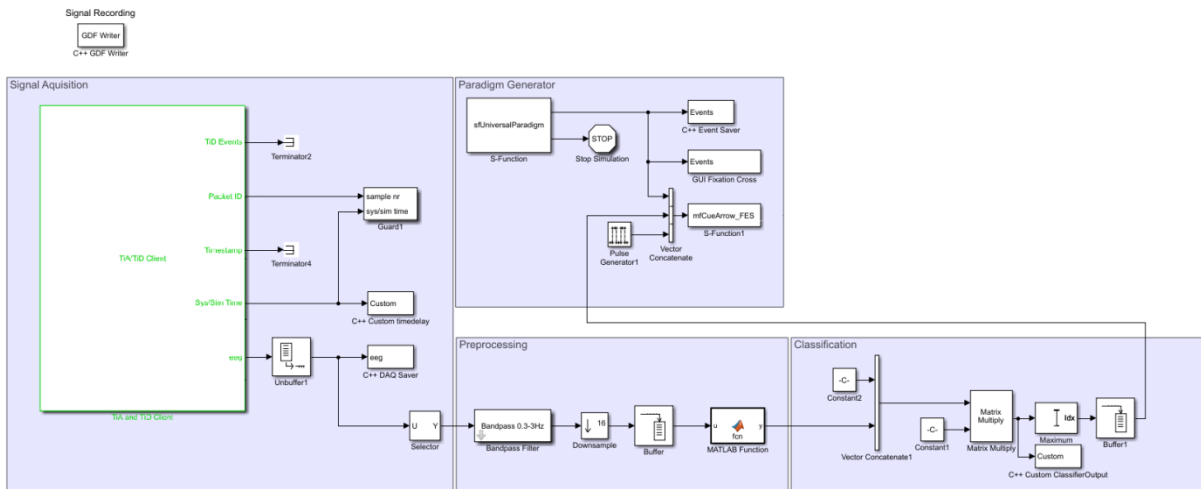 Signal Recording
GDF Writer
C++ GDF Writer
Signal Aquisition
TiA/TiD Client
TiD Events
Packet ID
Timestamp
Sys/Sim Time
eeg
TiA and TiD Client
Terminator2
sample nr
sys/sim time
Guard1
Terminator4
Custom
C++ Custom timedelay
Unbuffer1
eeg
C++ DAQ Saver
U Y
Selector
Paradigm Generator
sfUniversalParadigm
S-Function
STOP
Stop Simulation
Events
C++ Event Saver
Events
GUI Fixation Cross
Pulse
Generator1
Vector
Concatenate
mfCueArrow_FES
S-Function1
Preprocessing
Bandpass 0.3-3Hz
Bandpass Filter
16
Downsample
Buffer
u fcn y
MATLAB Function
Classification
-C-
Constant2
-C-
Constant1
Vector Concatenate1
Matrix
Multiply
Matrix Multiply
Idx
Maximum
Custom
C++ Custom ClassifierOutput
Buffer1